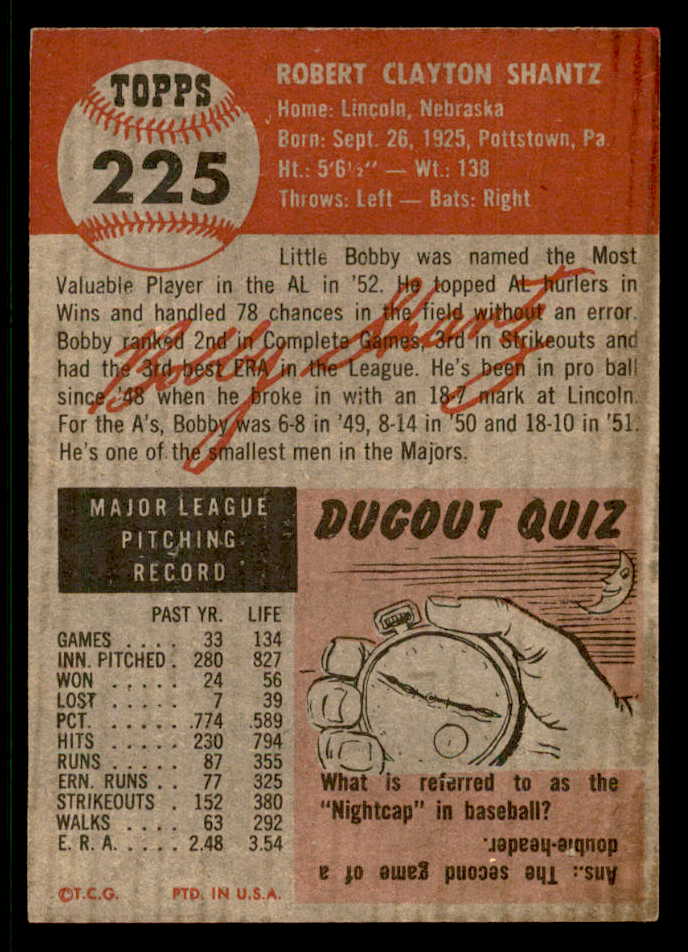 TOPPS
225
ROBERT CLAYTON SHANTZ
Home: Lincoln, Nebraska
Born: Sept. 26, 1925, Pottstown, Pa.
Ht.: 5'6½" — Wt.: 138
Throws: Left — Bats: Right
Little Bobby was named the Most
Valuable Player in the AL in '52. He topped AL hurlers in
Wins and handled 78 chances in the field without an error.
Bobby ranked 2nd in Complete Games, 3rd in Strikeouts and
had the 3rd best ERA in the League. He's been in pro ball
since '48 when he broke in with an 18-7 mark at Lincoln.
For the A's, Bobby was 6-8 in '49, 8-14 in '50 and 18-10 in '51.
He's one of the smallest men in the Majors.
Bobby Shantz
MAJOR LEAGUE
PITCHING
RECORD
PAST YR. LIFE
GAMES . . . . 33 134
INN. PITCHED . 280 827
WON . . . . . 24 56
LOST . . . . . 7 39
PCT. . . . . . .774 .589
HITS . . . . . 230 794
RUNS . . . . . 87 355
ERN. RUNS . . 77 325
STRIKEOUTS . 152 380
WALKS . . . . 63 292
E. R. A. . . . . 2.48 3.54
©T.C.G. PTD. IN U.S.A.
DUGOUT QUIZ
What is referred to as the
"Nightcap" in baseball?
Ans.: The second game of a
double-header.